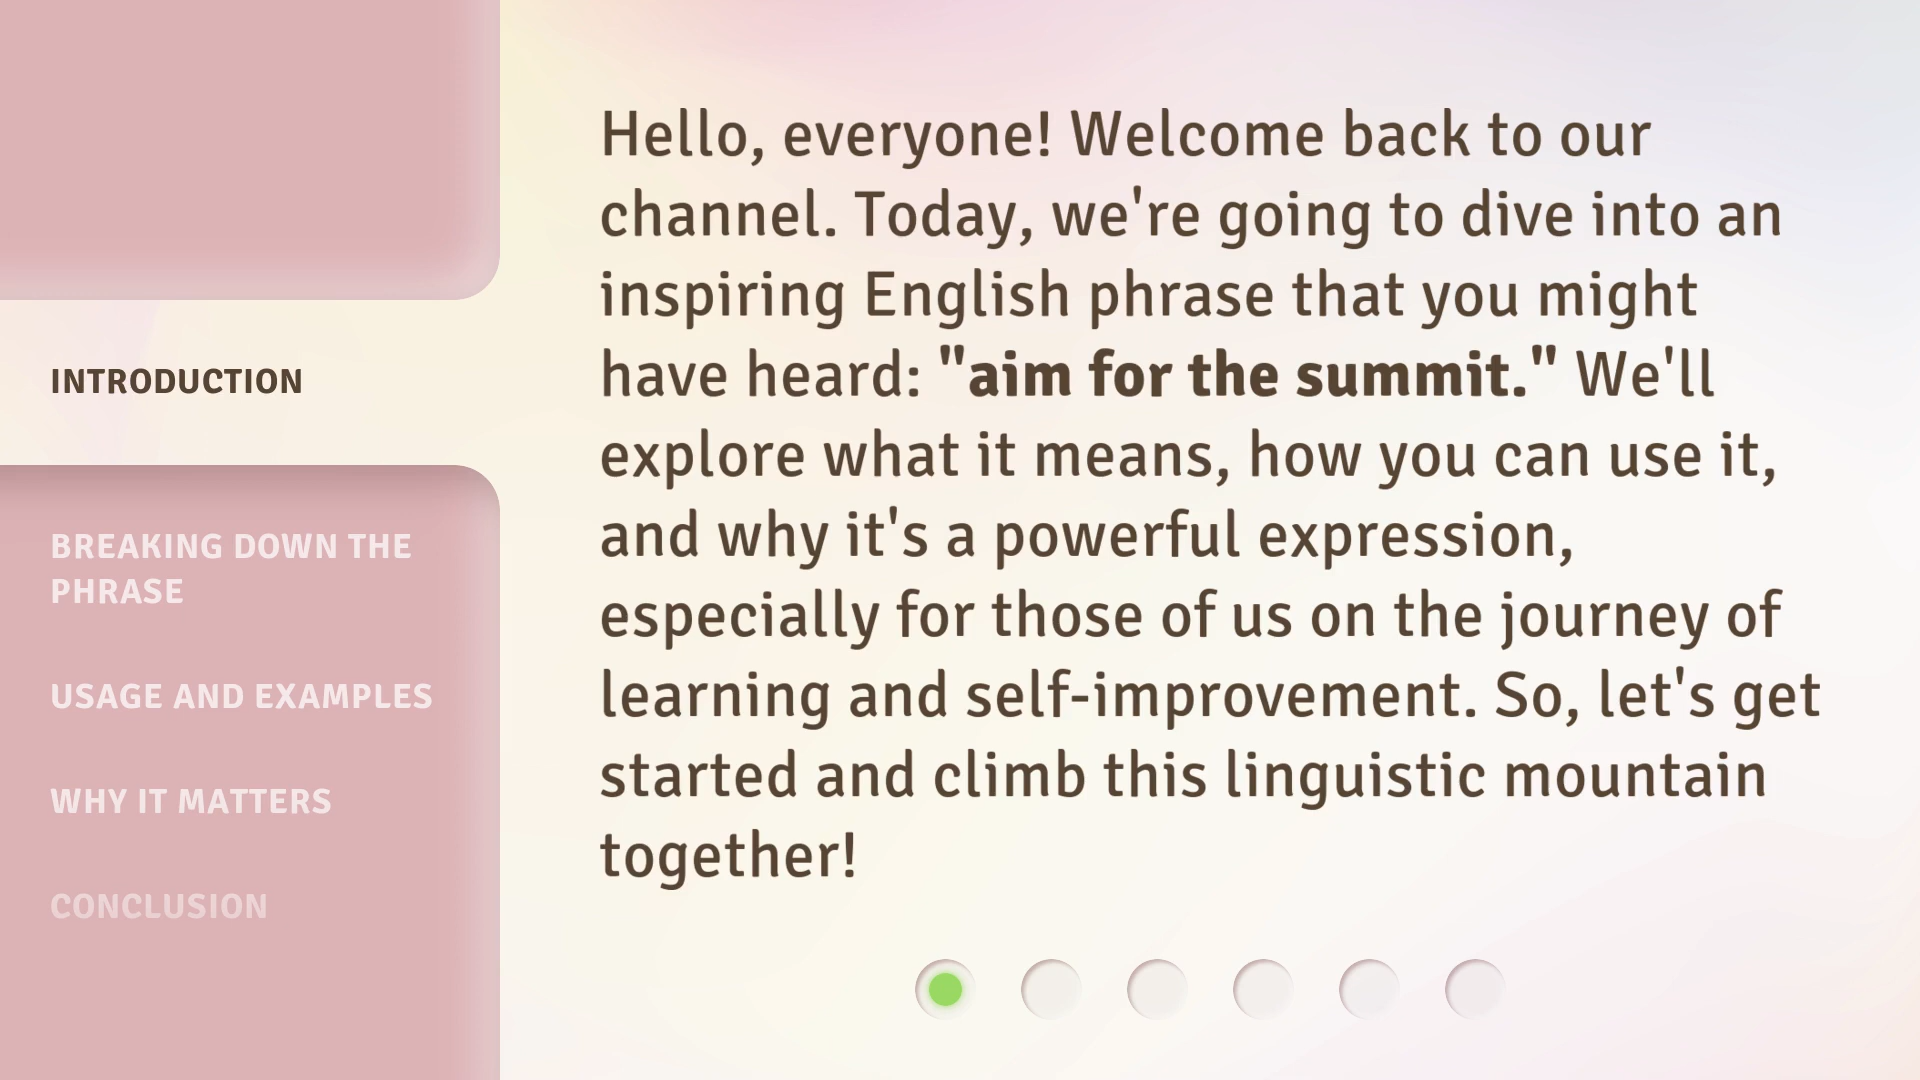 INTRODUCTION
BREAKING DOWN THE
PHRASE
USAGE AND EXAMPLES
WHY IT MATTERS
CONCLUSION
Hello, everyone! Welcome back to our
channel. Today, we're going to dive into an
inspiring English phrase that you might
have heard: "aim for the summit." We'll
explore what it means, how you can use it,
and why it's a powerful expression,
especially for those of us on the journey of
learning and self-improvement. So, let's get
started and climb this linguistic mountain
together!